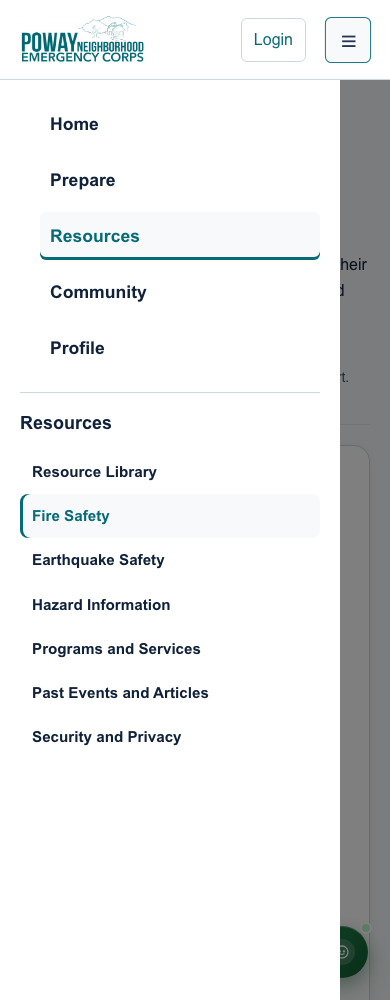 POWAY NEIGHBORHOOD
EMERGENCY CORPS
Login
Home
Prepare
Resources
Community
Profile
Resources
Resource Library
Fire Safety
Earthquake Safety
Hazard Information
Programs and Services
Past Events and Articles
Security and Privacy